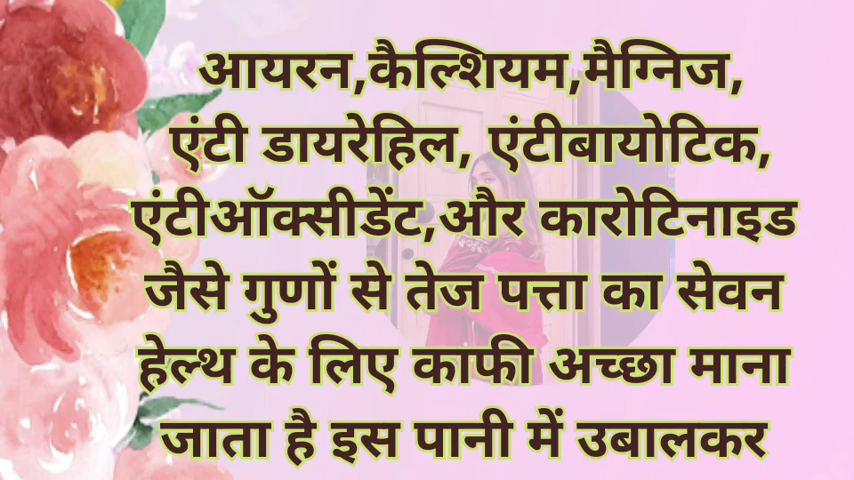 आयरन,कैल्शियम,मैग्निज,
एंटी डायरेहिल, एंटीबायोटिक,
एंटीऑक्सीडेंट,और कारोटिनाइड
जैसे गुणों से तेज पत्ता का सेवन
हेल्थ के लिए काफी अच्छा माना
जाता है इस पानी में उबालकर